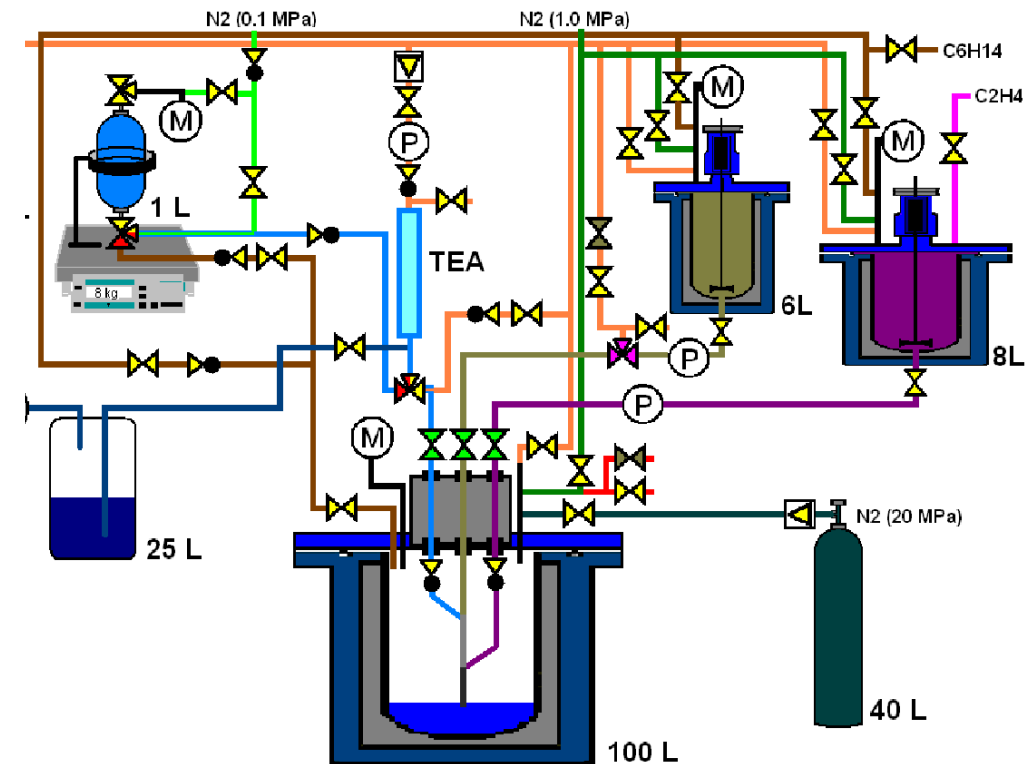 N2 (0.1 MPa)
N2 (1.0 MPa)
C6H14
C2H4
M
M
M
P
1 L
TEA
8 kg
6L
8L
P
P
M
25 L
N2 (20 MPa)
40 L
100 L